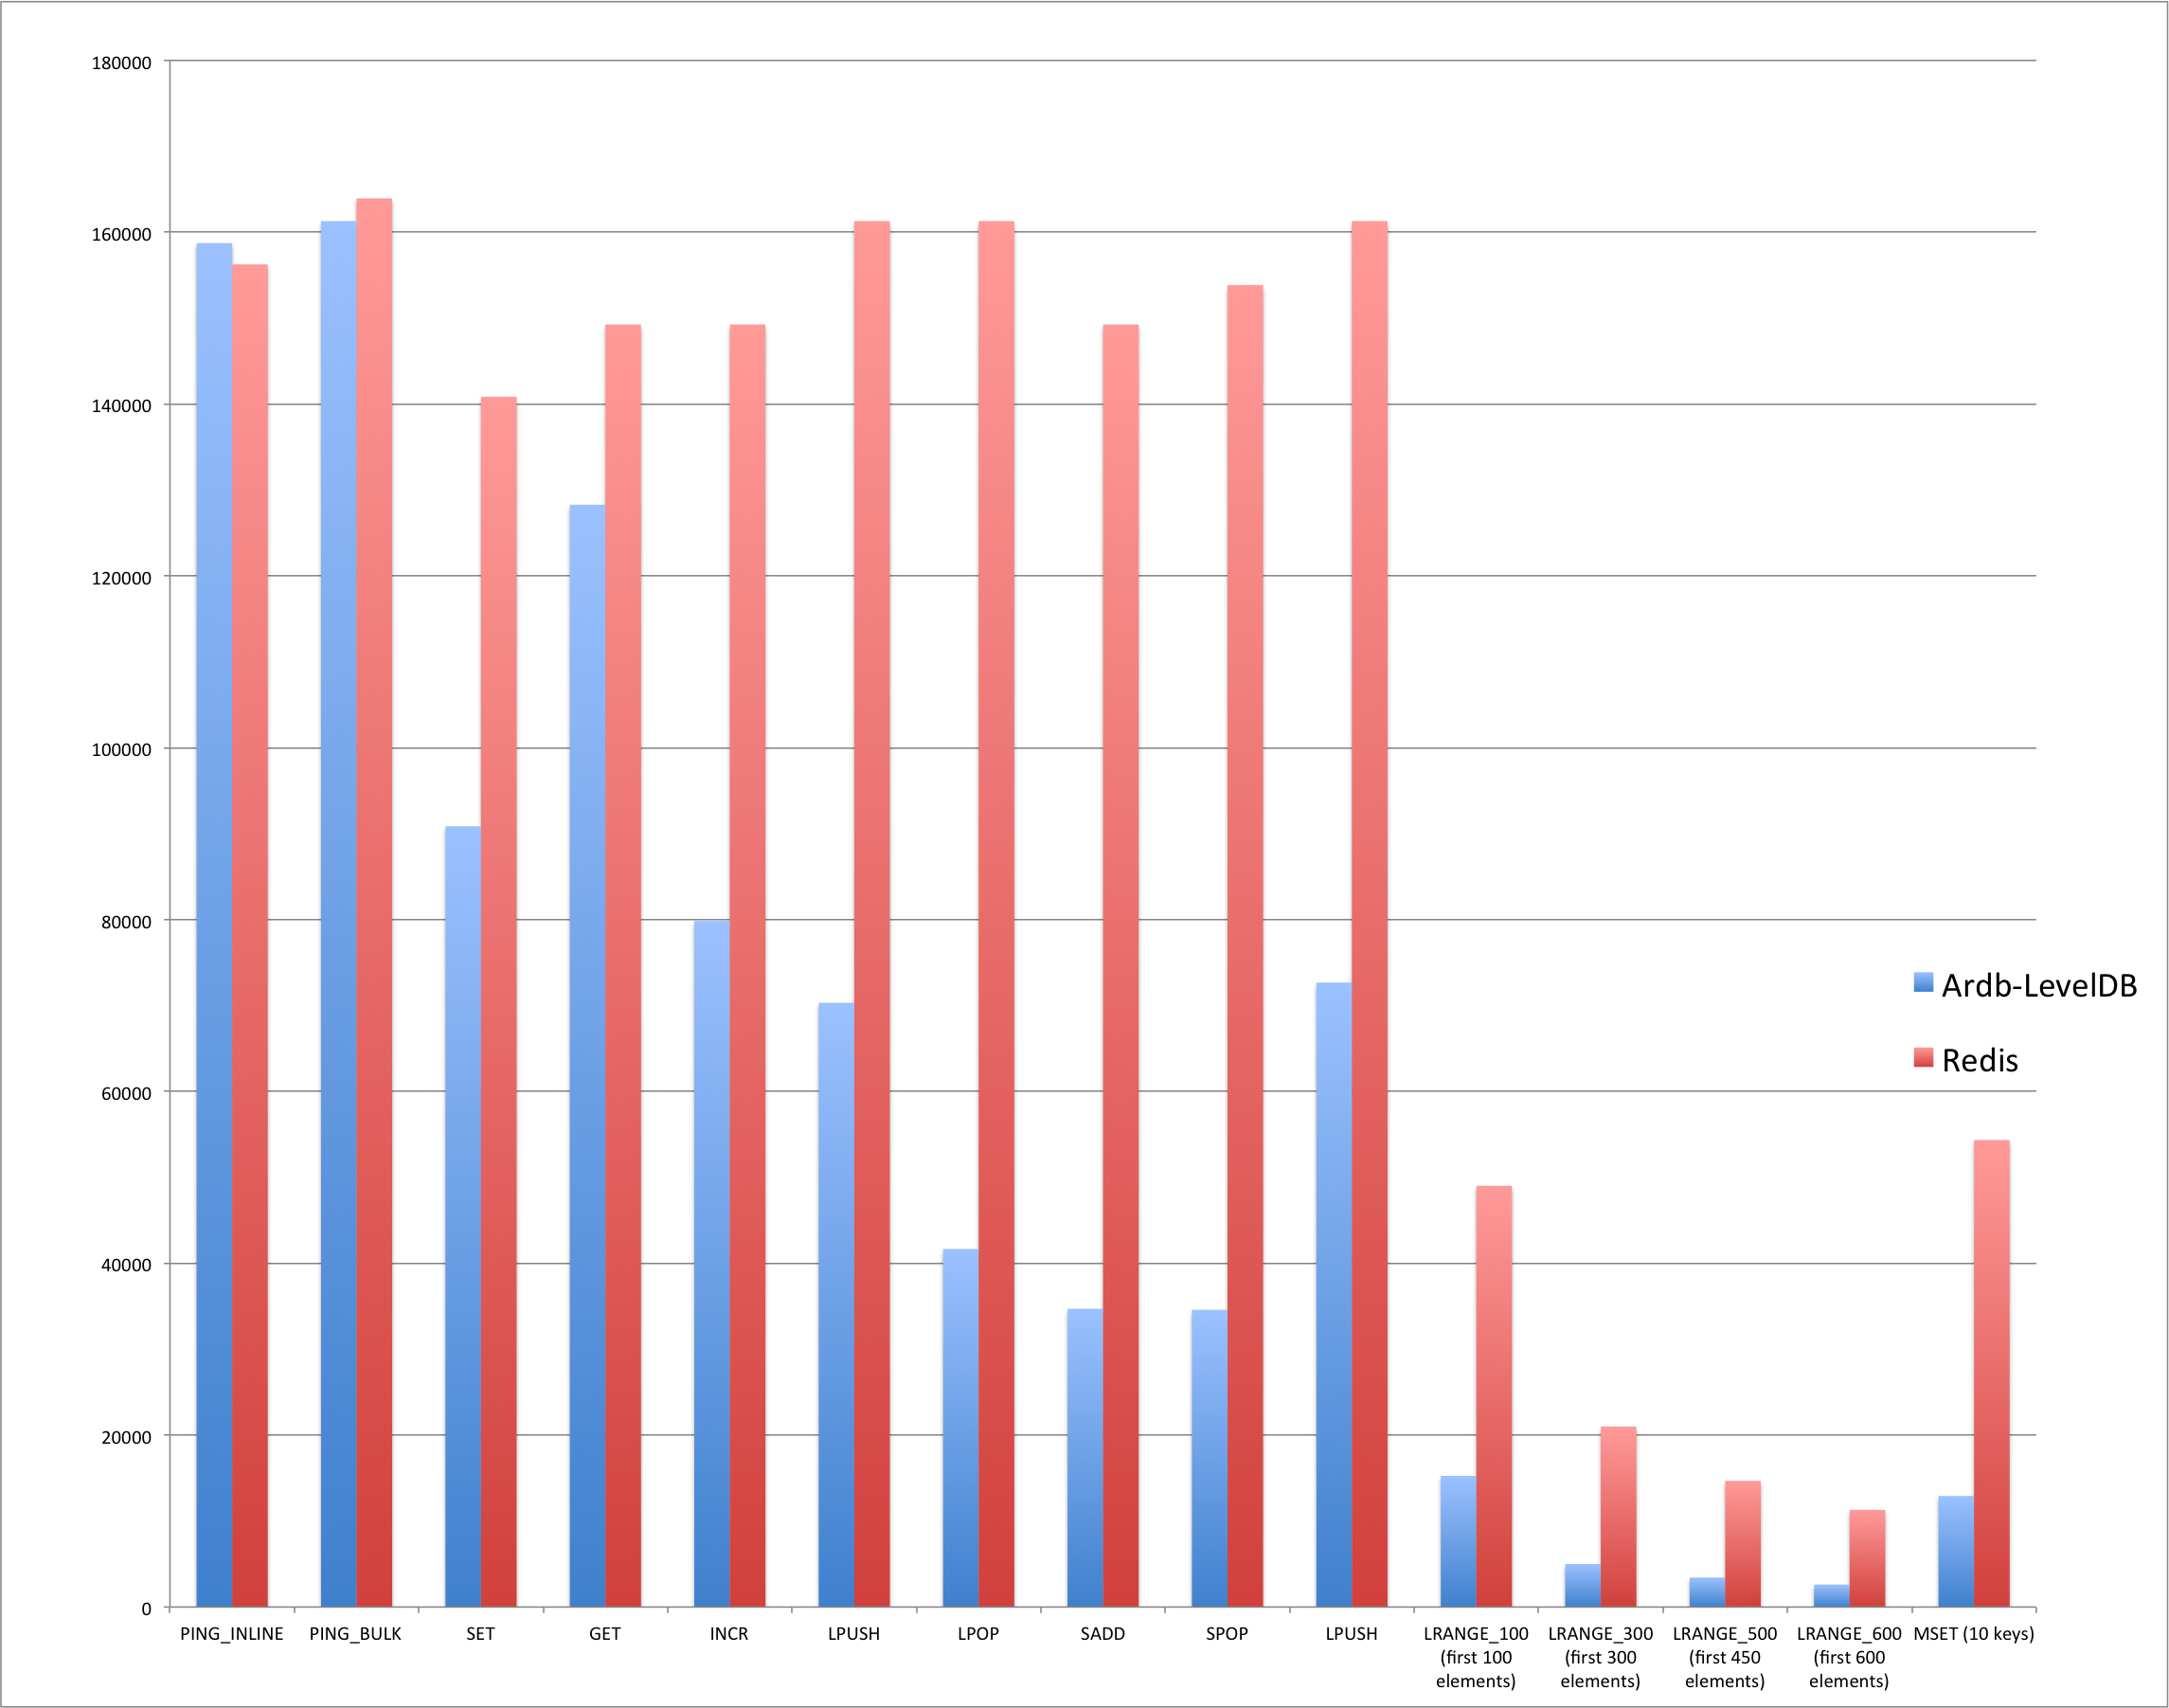 180000
160000
140000
120000
100000
80000
60000
40000
20000
0
Ardb-LevelDB
Redis
PING_INLINE
PING_BULK
SET
GET
INCR
LPUSH
LPOP
SADD
SPOP
LPUSH
LRANGE_100
(first 100
elements)
LRANGE_300
(first 300
elements)
LRANGE_500
(first 450
elements)
LRANGE_600
(first 600
elements)
MSET (10 keys)